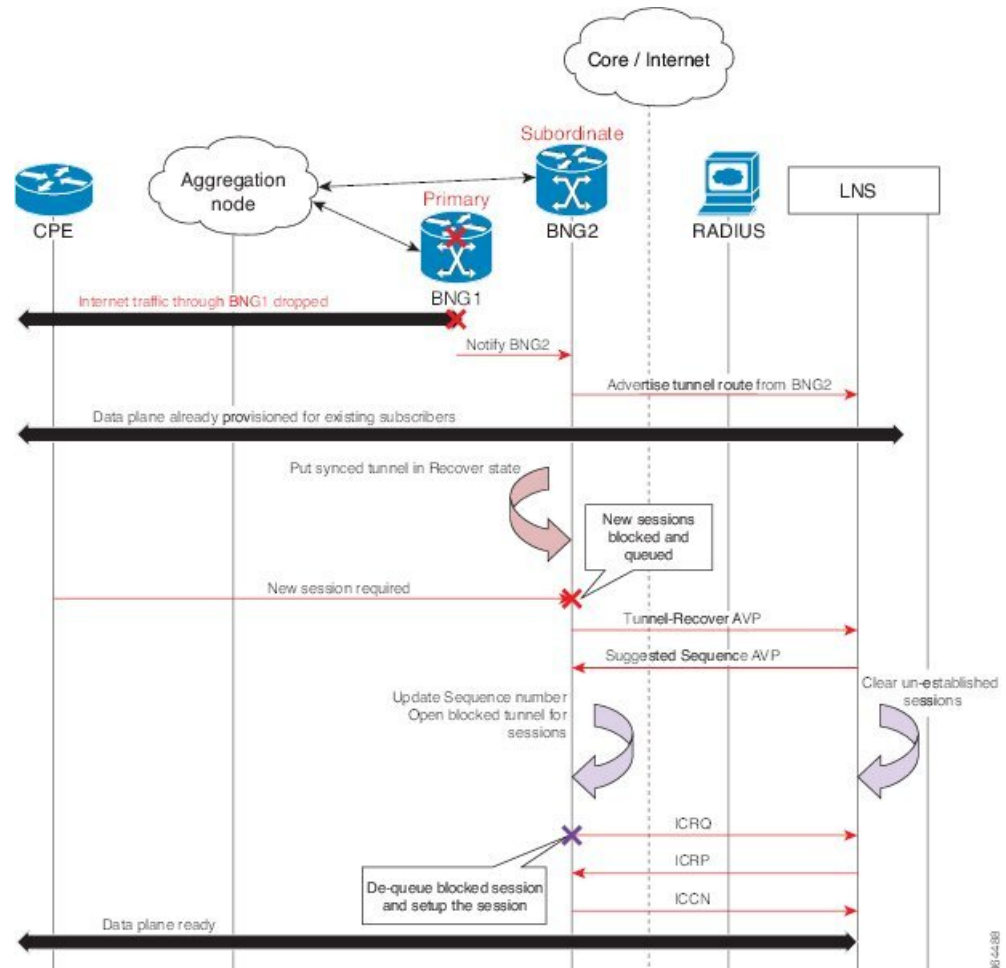 Core / Internet
Subordinate
Aggregation
node
Primary
LNS
CPE
BNG2
RADIUS
BNG1
Internet traffic through BNG1 dropped
Notify BNG2
Advertise tunnel route from BNG2
Data plane already provisioned for existing subscribers
Put synced tunnel in Recover state
New sessions
blocked and
queued
New session required
Tunnel-Recover AVP
Suggested Sequence AVP
Clear un-established
sessions
Update Sequence number
Open blocked tunnel for
sessions
ICRQ
ICRP
De-queue blocked session
and setup the session
ICCN
Data plane ready